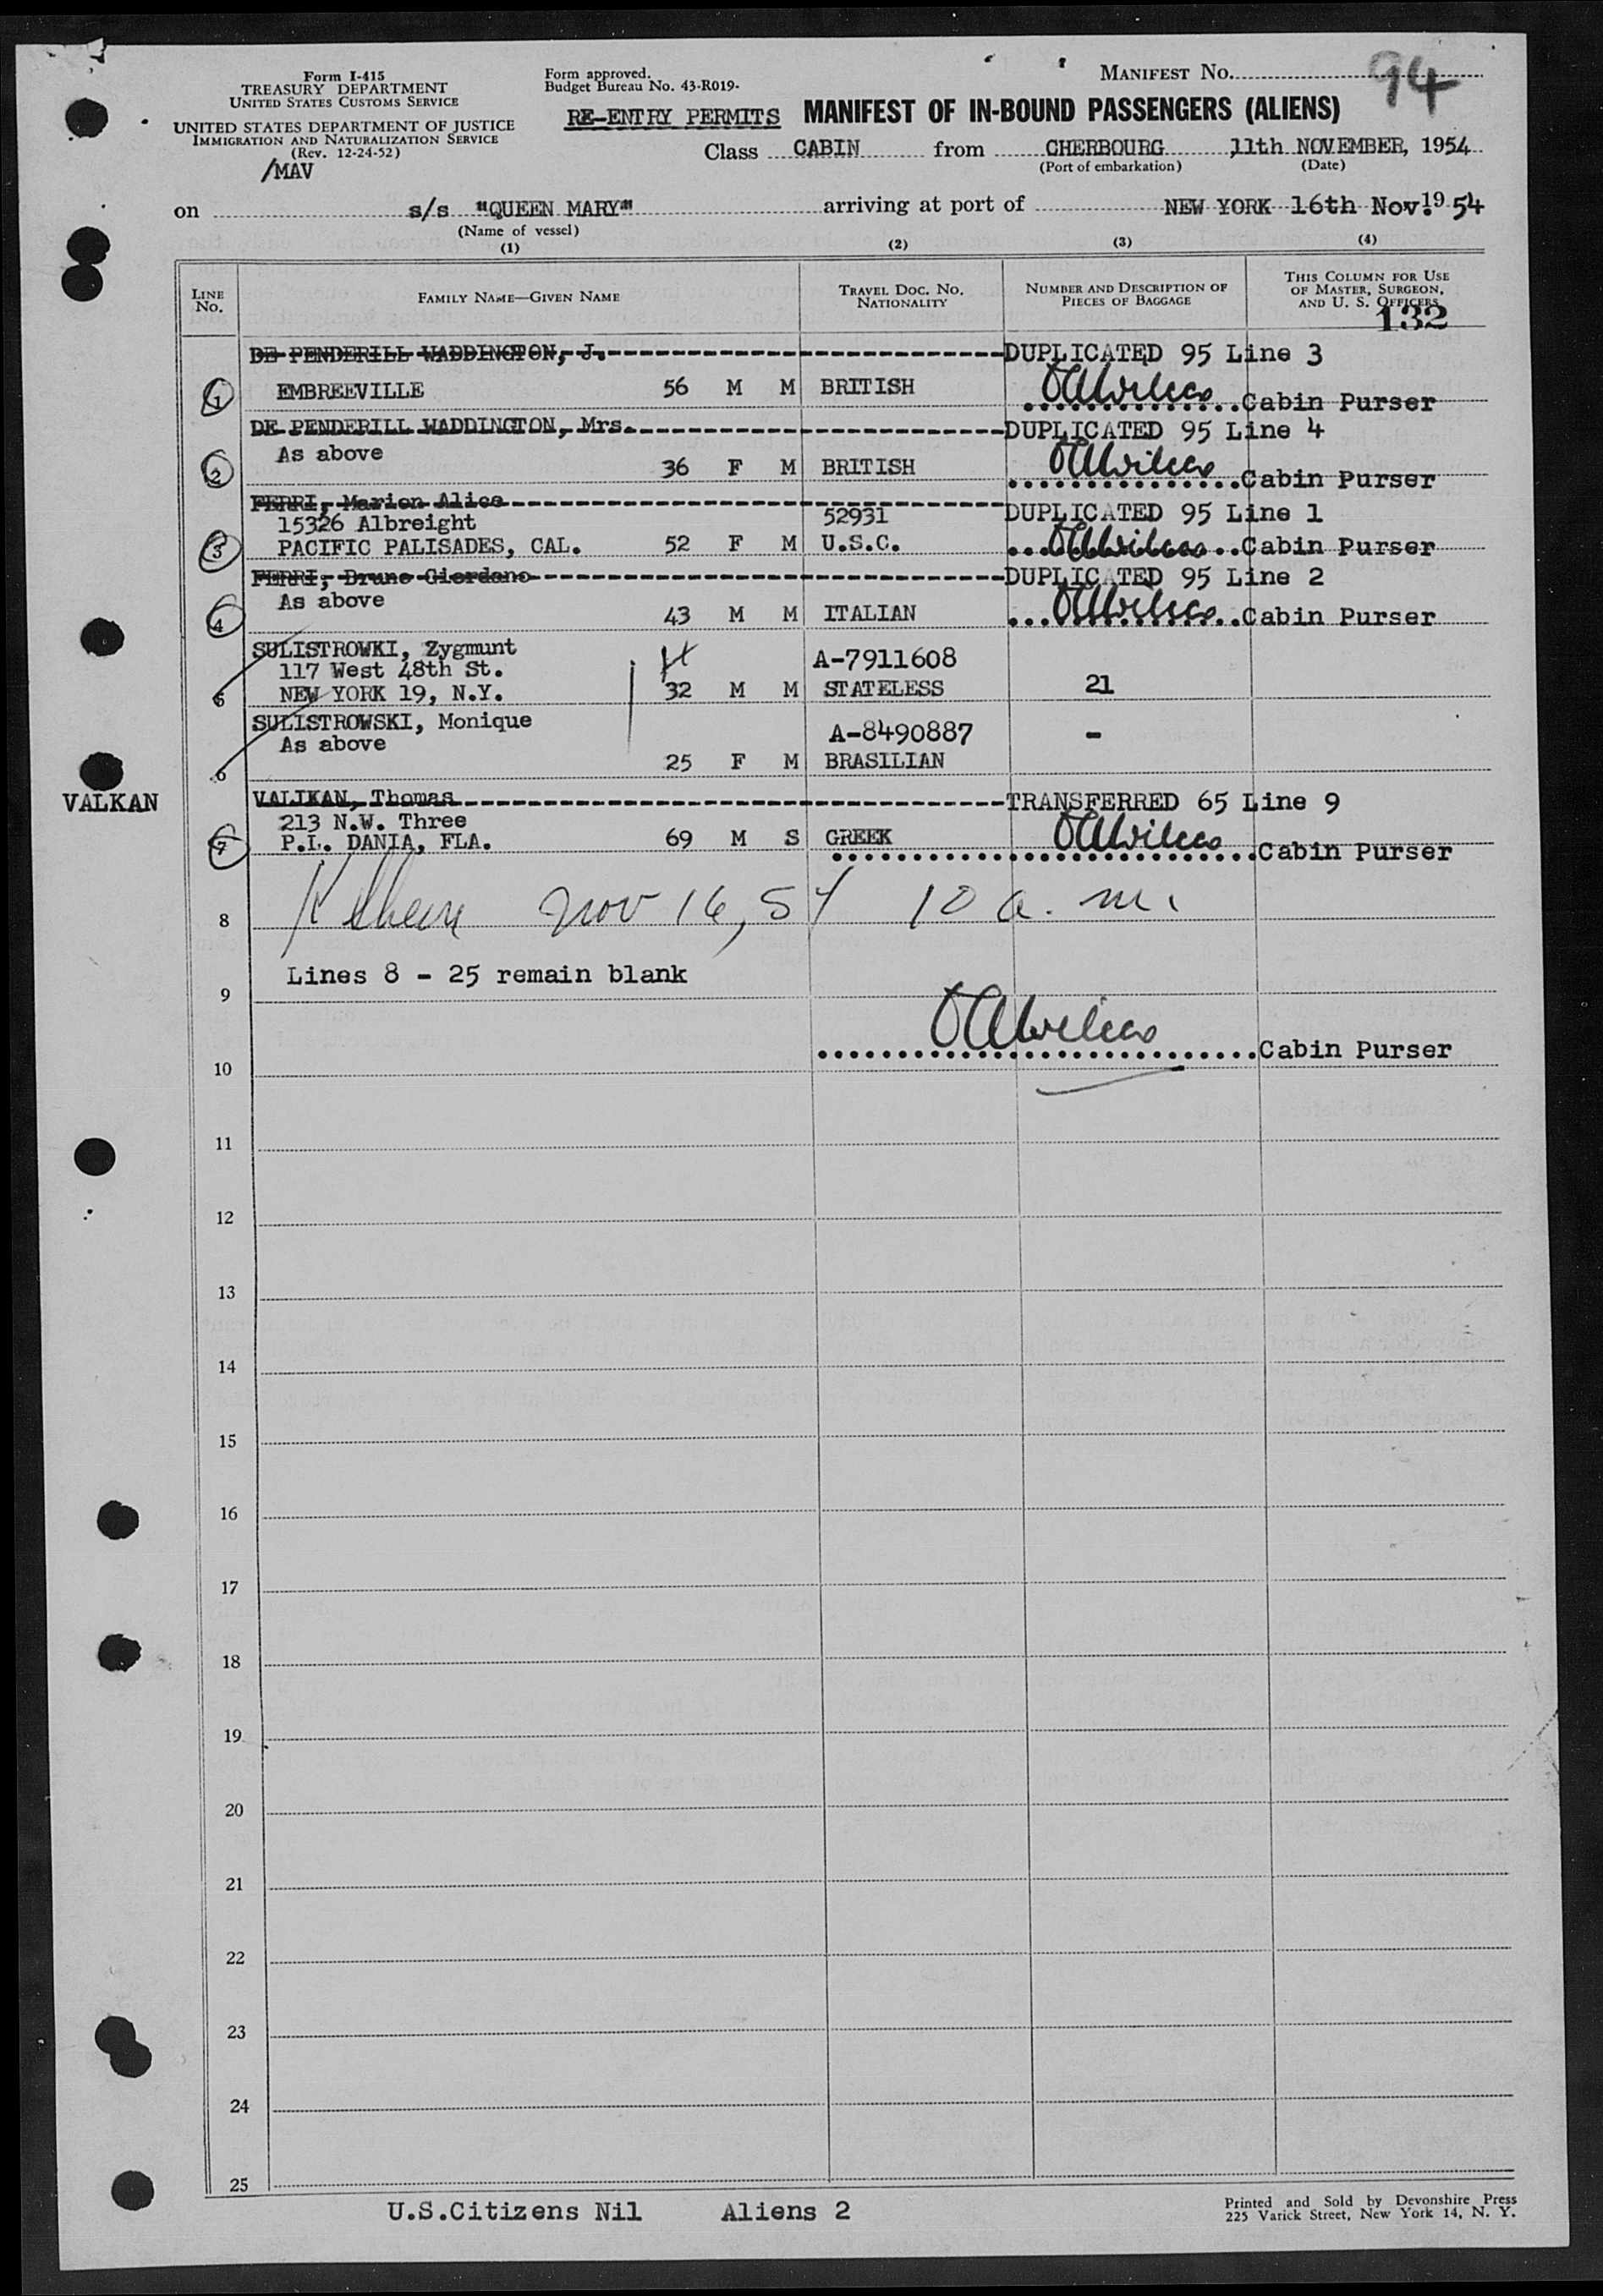 Form I-415
TREASURY DEPARTMENT
UNITED STATES CUSTOMS SERVICE
UNITED STATES DEPARTMENT OF JUSTICE
IMMIGRATION AND NATURALIZATION SERVICE
(Rev. 12-24-52)
/MAV
Form approved.
Budget Bureau No. 43-R019-
MANIFEST No. 94
RE-ENTRY PERMITS MANIFEST OF IN-BOUND PASSENGERS (ALIENS)
Class CABIN from CHERBOURG, 11th NOVEMBER, 1954
(Port of embarkation) (Date)
on s/s "QUEEN MARY" arriving at port of NEW YORK 16th Nov. 1954
(Name of vessel)
(1) (2) (3) (4)
LINE No. FAMILY NAME—GIVEN NAME TRAVEL DOC. NO. NATIONALITY NUMBER AND DESCRIPTION OF PIECES OF BAGGAGE THIS COLUMN FOR USE OF MASTER, SURGEON, AND U. S. OFFICERS
132
DE PENDERILL WADDINGTON, J. DUPLICATED 95 Line 3
1 EMBREEVILLE 56 M M BRITISH Cabin Purser
DE PENDERILL WADDINGTON, Mrs. DUPLICATED 95 Line 4
As above
2 36 F M BRITISH Cabin Purser
FERRI, Marion Alice DUPLICATED 95 Line 1
15326 Albreight 52931
3 PACIFIC PALISADES, CAL. 52 F M U.S.C. Cabin Purser
FERRI, Bruno Giordano DUPLICATED 95 Line 2
As above
4 43 M M ITALIAN Cabin Purser
SULISTROWKI, Zygmunt
117 West 48th St. A-7911608
5 NEW YORK 19, N.Y. 32 M M STATELESS 21
SULISTROWSKI, Monique
As above A-8490887 -
6 25 F M BRASILIAN
VALKAN VALIKAN, Thomas TRANSFERRED 65 Line 9
213 N.W. Three
7 P.L. DANIA, FLA. 69 M S GREEK Cabin Purser
8 Nov 16, 54 10 a.m.
Lines 8 - 25 remain blank
9
Cabin Purser
10
11
12
13
14
15
16
17
18
19
20
21
22
23
24
25
U.S.Citizens Nil Aliens 2
Printed and Sold by Devonshire Press
225 Varick Street, New York 14, N. Y.